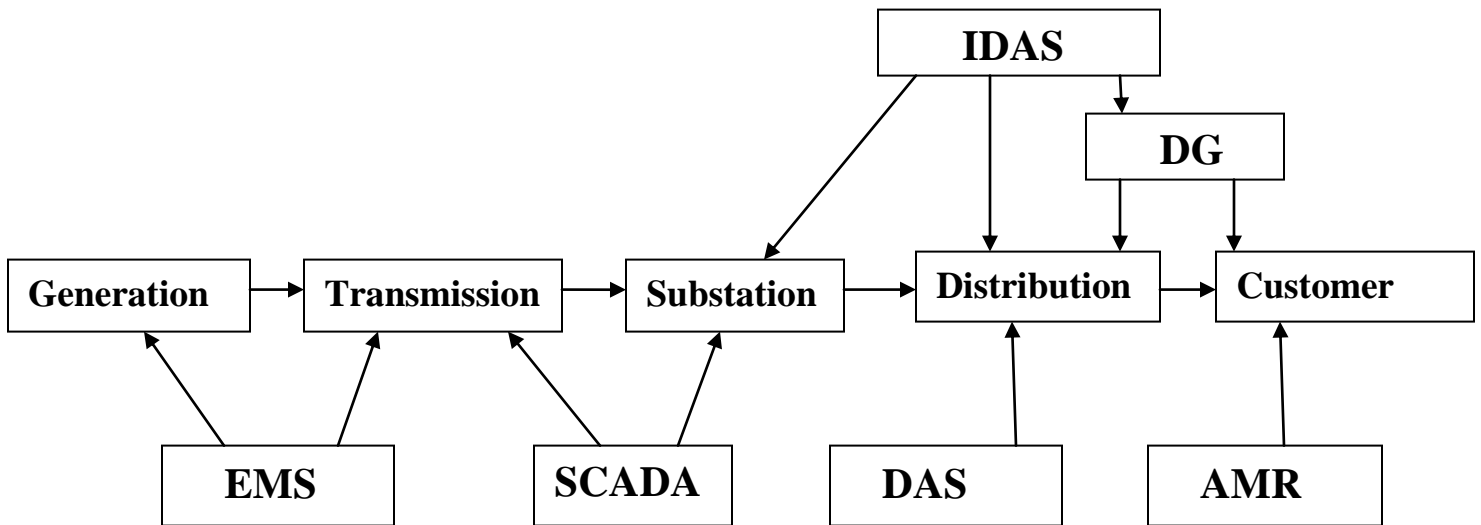 IDAS
DG
Generation
Transmission
Substation
Distribution
Customer
EMS
SCADA
DAS
AMR